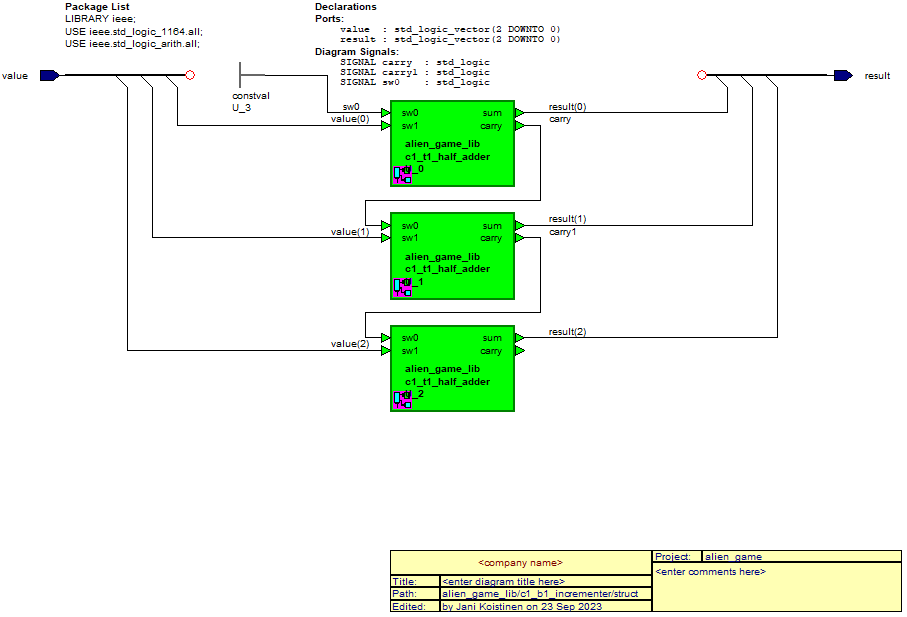 Package List
LIBRARY ieee;
USE ieee.std_logic_1164.all;
USE ieee.std_logic_arith.all;
Declarations
Ports:
value : std_logic_vector(2 DOWNTO 0)
result : std_logic_vector(2 DOWNTO 0)
Diagram Signals:
SIGNAL carry : std_logic
SIGNAL carry1 : std_logic
SIGNAL sw0 : std_logic
value
result
constval
U_3
sw0
value(0)
sw0 sum
sw1 carry
alien_game_lib
c1_t1_half_adder
U_0
result(0)
carry
value(1)
sw0 sum
sw1 carry
alien_game_lib
c1_t1_half_adder
U_1
result(1)
carry1
value(2)
sw0 sum
sw1 carry
alien_game_lib
c1_t1_half_adder
U_2
result(2)
<company name>
Project: alien_game
<enter comments here>
Title: <enter diagram title here>
Path: alien_game_lib/c1_b1_incrementer/struct
Edited: by Jani Koistinen on 23 Sep 2023